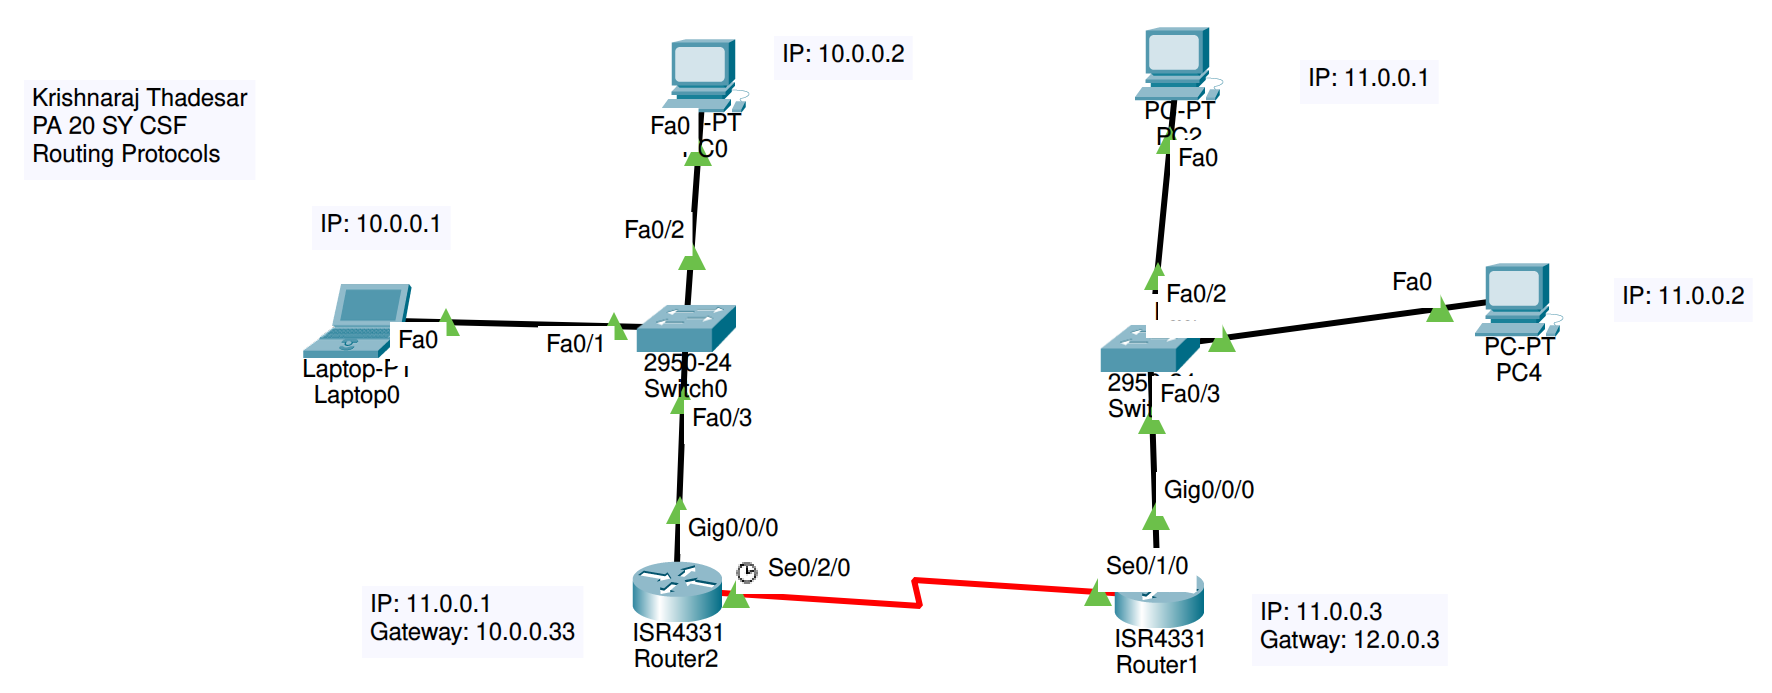 Krishnaraj Thadesar
PA 20 SY CSF
Routing Protocols
IP: 10.0.0.2
IP: 11.0.0.1
Fa0
-PT
C0
PC-PT
PC2
Fa0
IP: 10.0.0.1
Fa0/2
Fa0/2
Fa0
IP: 11.0.0.2
Fa0
Fa0/1
Laptop-PT
Laptop0
2950-24
Switch0
Fa0/3
PC-PT
PC4
Fa0/3
Gig0/0/0
Gig0/0/0
Se0/2/0
Se0/1/0
IP: 11.0.0.1
Gateway: 10.0.0.33
ISR4331
Router2
ISR4331
Router1
IP: 11.0.0.3
Gatway: 12.0.0.3